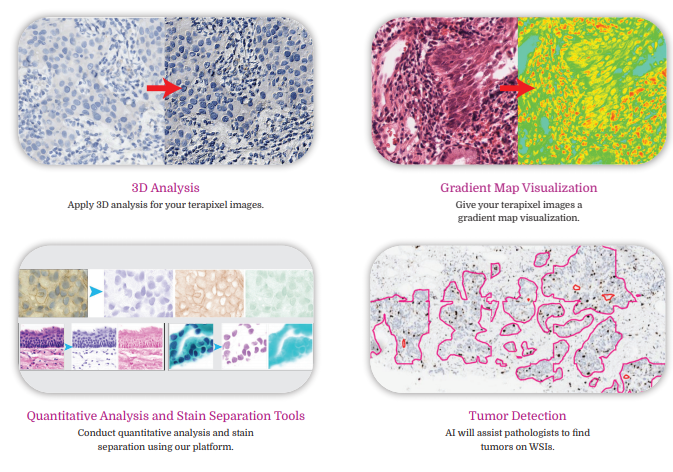 3D Analysis
Apply 3D analysis for your terapixel images.
Gradient Map Visualization
Give your terapixel images a
gradient map visualization.
Quantitative Analysis and Stain Separation Tools
Conduct quantitative analysis and stain
separation using our platform.
Tumor Detection
AI will assist pathologists to find
tumors on WSIs.